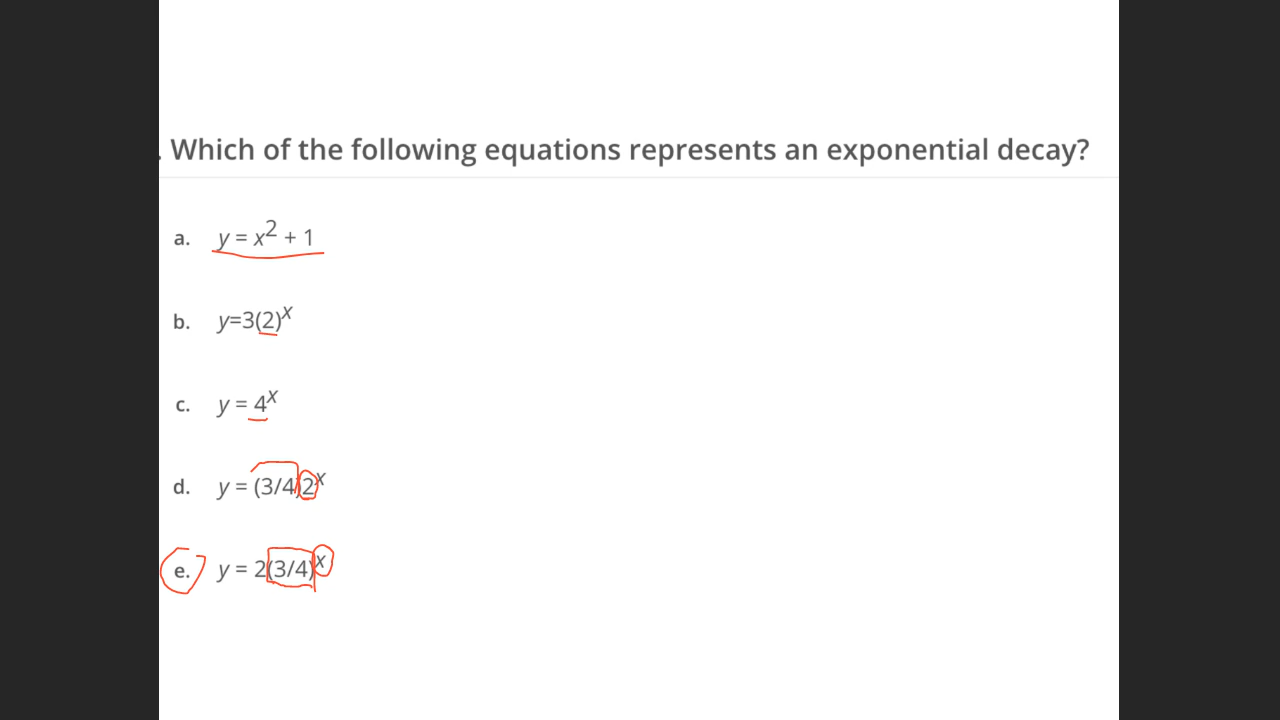 . Which of the following equations represents an exponential decay?
a. y = x² + 1
b. y=3(2)ˣ
c. y = 4ˣ
d. y = (3/4)2ˣ
e. y = 2(3/4)ˣ